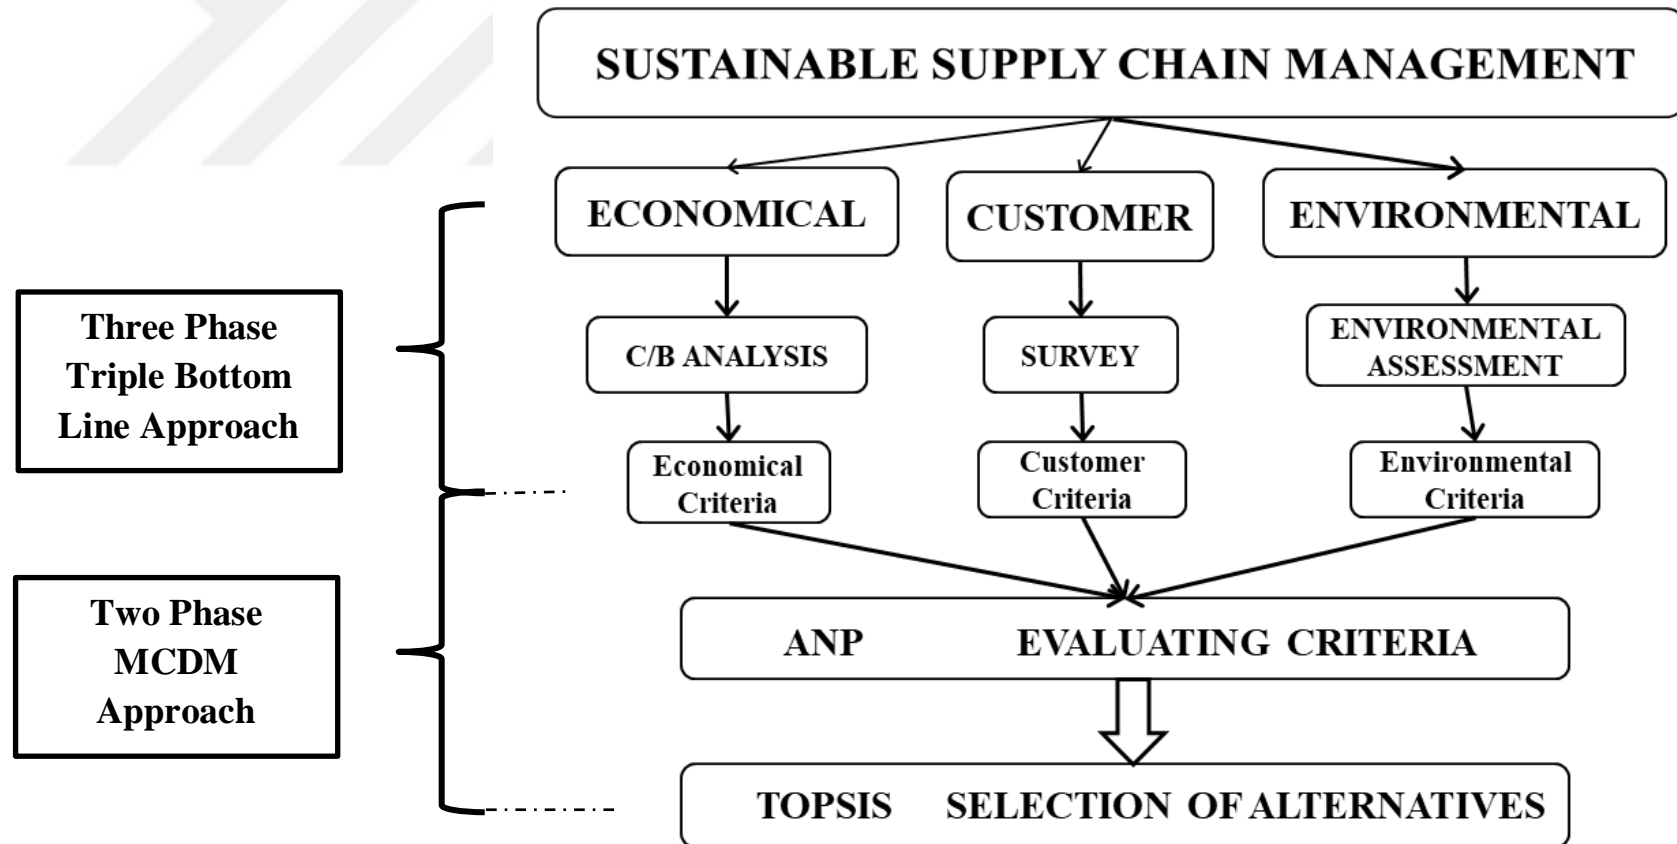 SUSTAINABLE SUPPLY CHAIN MANAGEMENT
ECONOMICAL
CUSTOMER
ENVIRONMENTAL
Three Phase
Triple Bottom
Line Approach
C/B ANALYSIS
SURVEY
ENVIRONMENTAL
ASSESSMENT
Economical
Criteria
Customer
Criteria
Environmental
Criteria
Two Phase
MCDM
Approach
ANP EVALUATING CRITERIA
TOPSIS SELECTION OF ALTERNATIVES